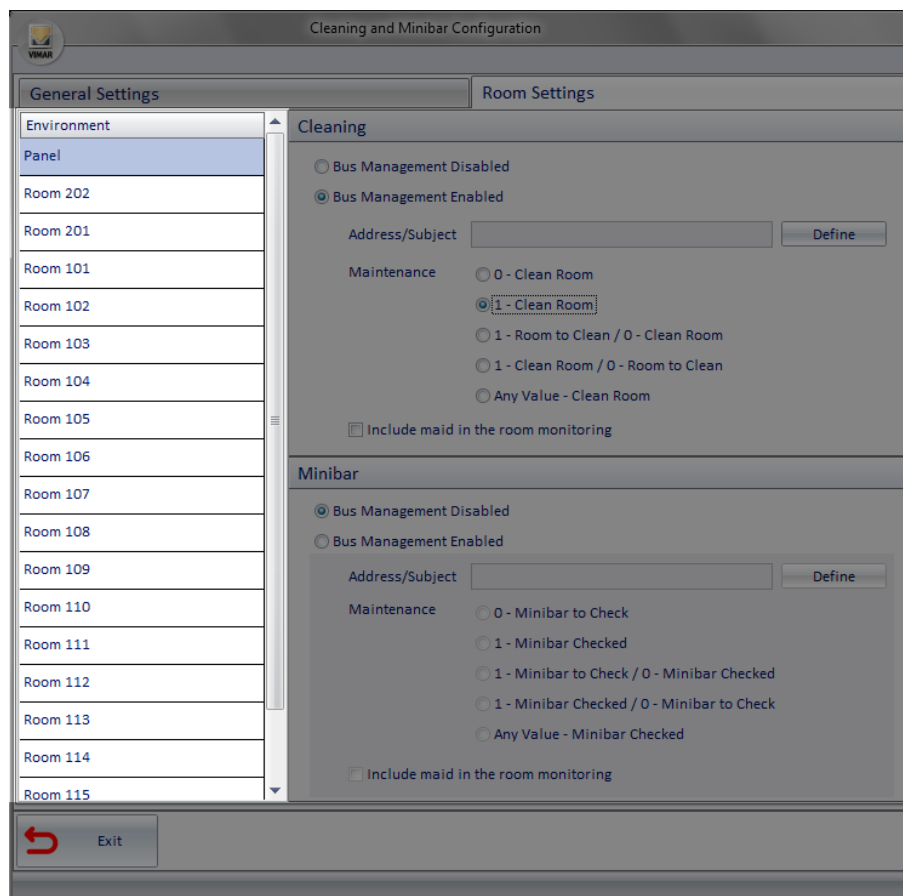 Cleaning and Minibar Configuration
VIMAR
General Settings
Room Settings
Environment
Panel
Room 202
Room 201
Room 101
Room 102
Room 103
Room 104
Room 105
Room 106
Room 107
Room 108
Room 109
Room 110
Room 111
Room 112
Room 113
Room 114
Room 115
Cleaning
Bus Management Disabled
Bus Management Enabled
Address/Subject Define
Maintenance
0 - Clean Room
1 - Clean Room
1 - Room to Clean / 0 - Clean Room
1 - Clean Room / 0 - Room to Clean
Any Value - Clean Room
Include maid in the room monitoring
Minibar
Bus Management Disabled
Bus Management Enabled
Address/Subject Define
Maintenance
0 - Minibar to Check
1 - Minibar Checked
1 - Minibar to Check / 0 - Minibar Checked
1 - Minibar Checked / 0 - Minibar to Check
Any Value - Minibar Checked
Include maid in the room monitoring
Exit